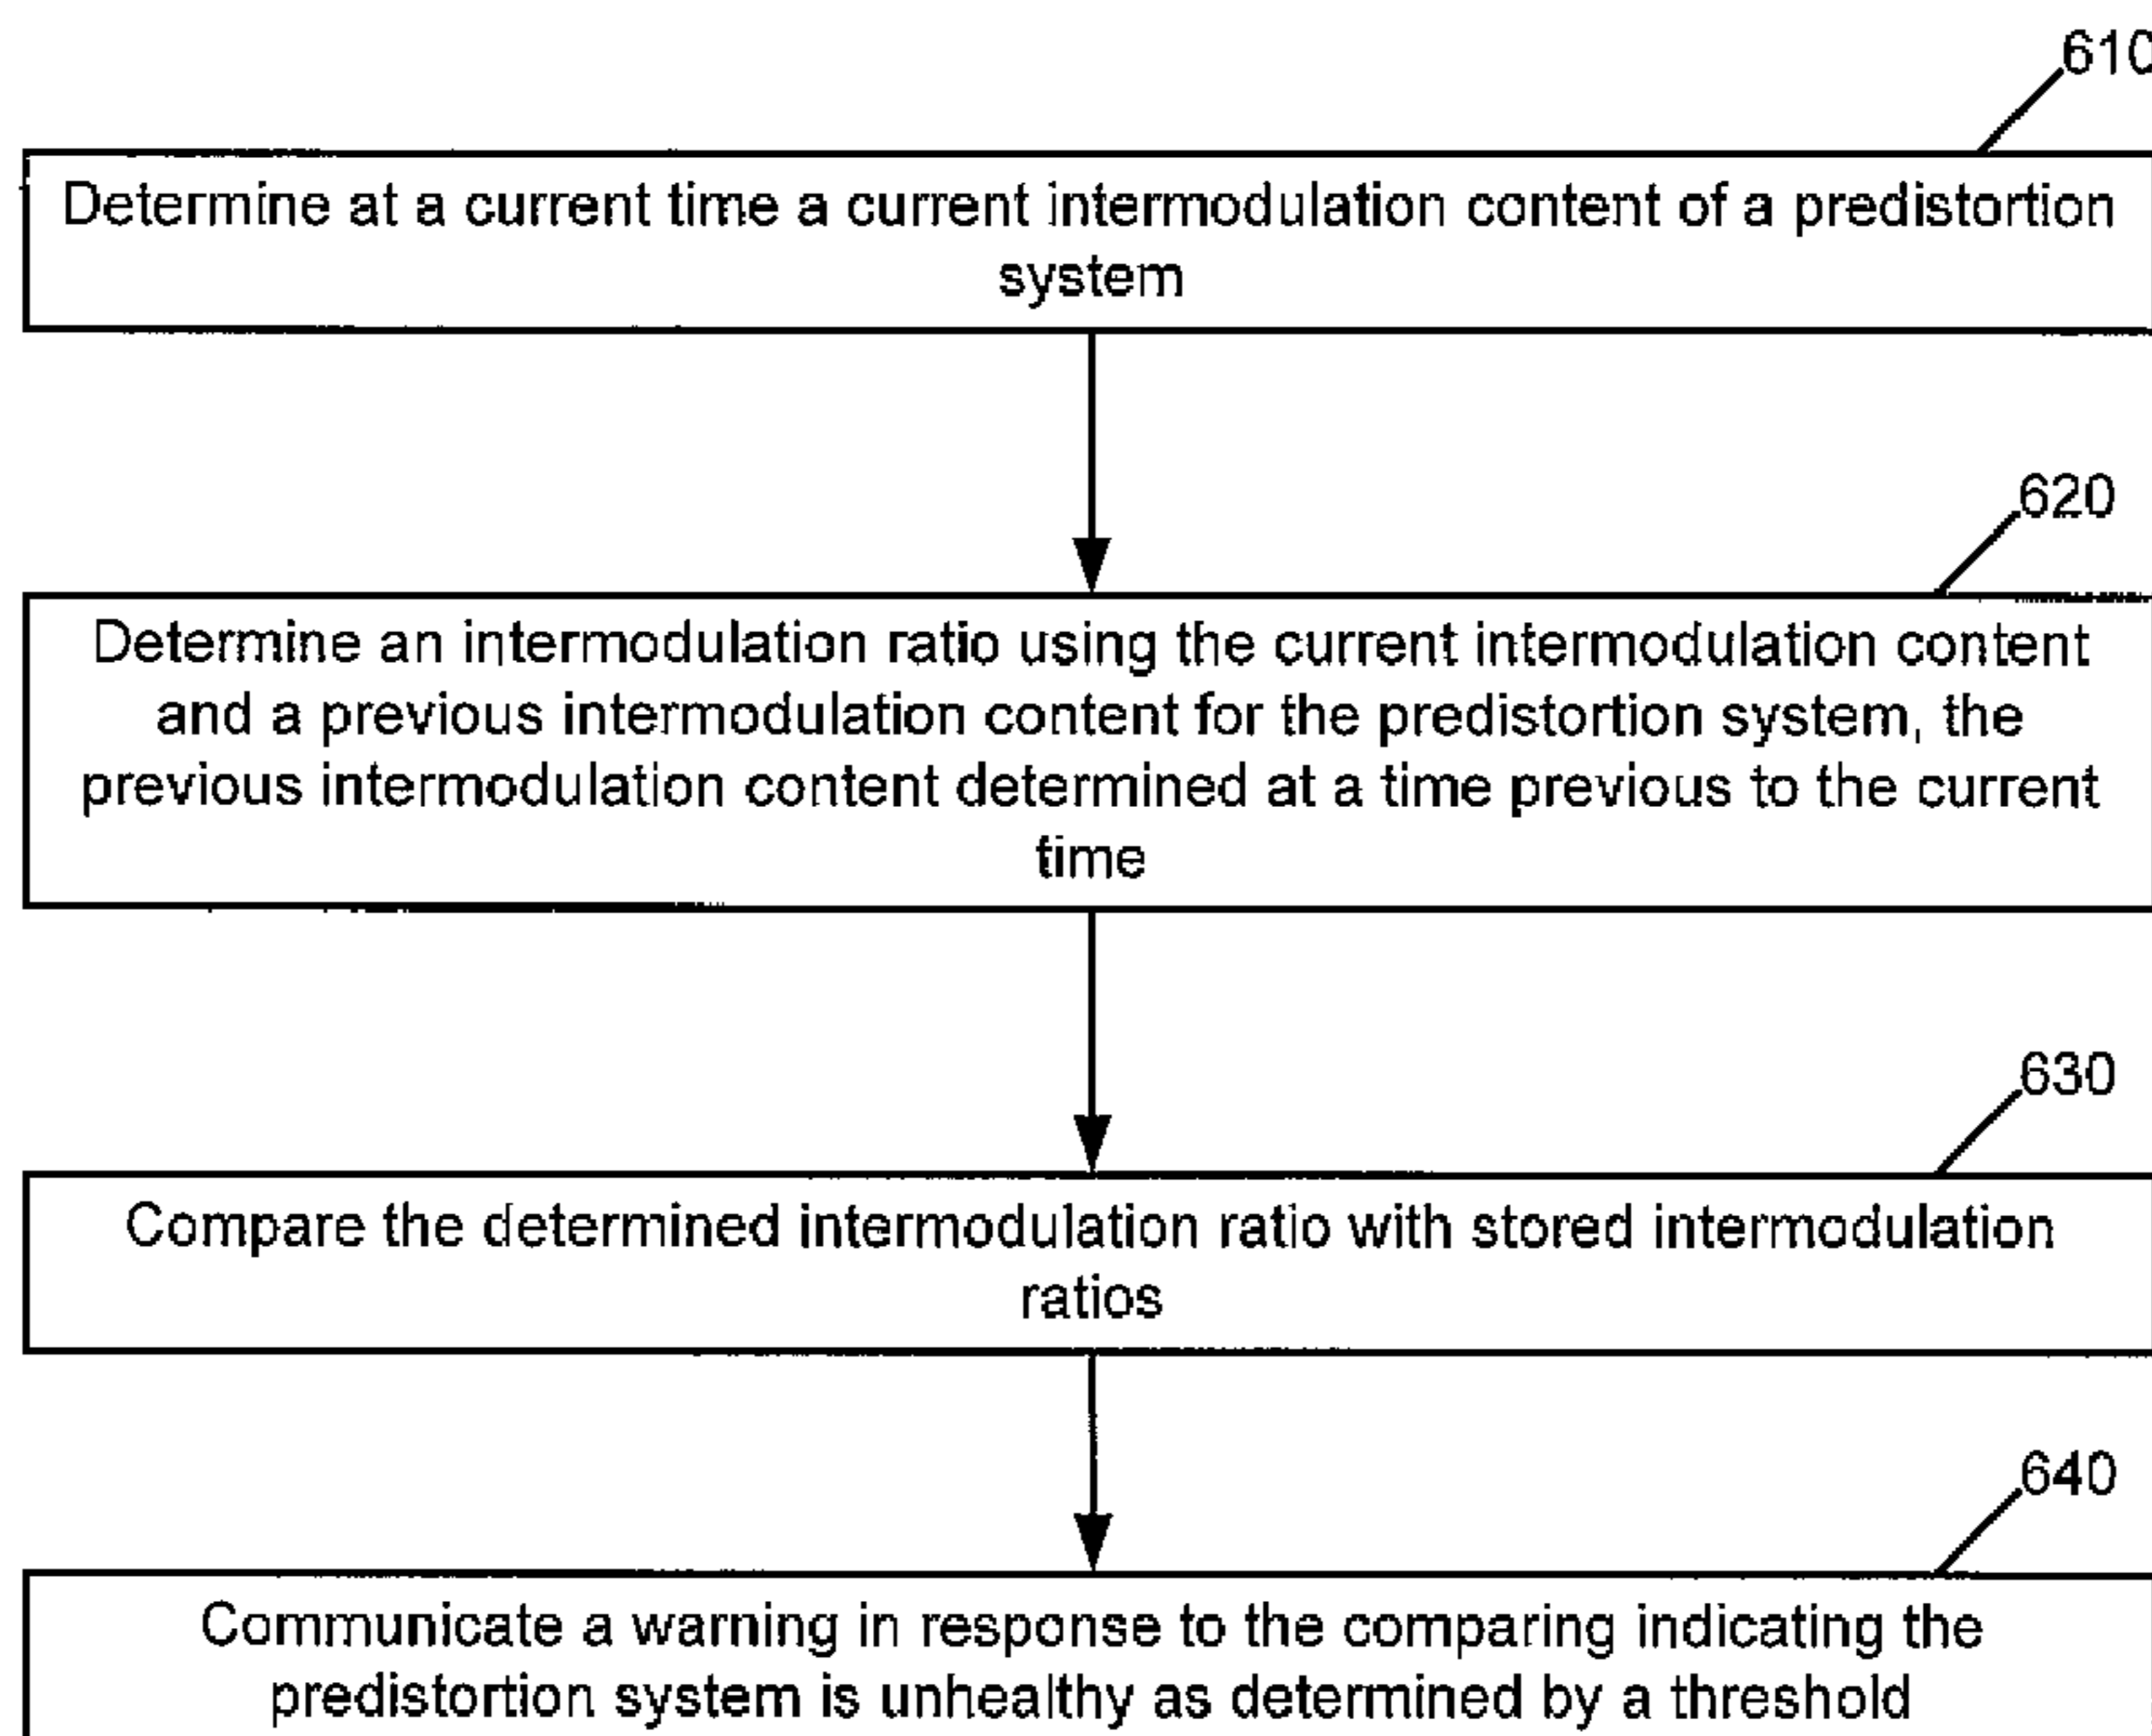 610
Determine at a current time a current intermodulation content of a predistortion
system
620
Determine an intermodulation ratio using the current intermodulation content
and a previous intermodulation content for the predistortion system, the
previous intermodulation content determined at a time previous to the current
time
630
Compare the determined intermodulation ratio with stored intermodulation
ratios
640
Communicate a warning in response to the comparing indicating the
predistortion system is unhealthy as determined by a threshold